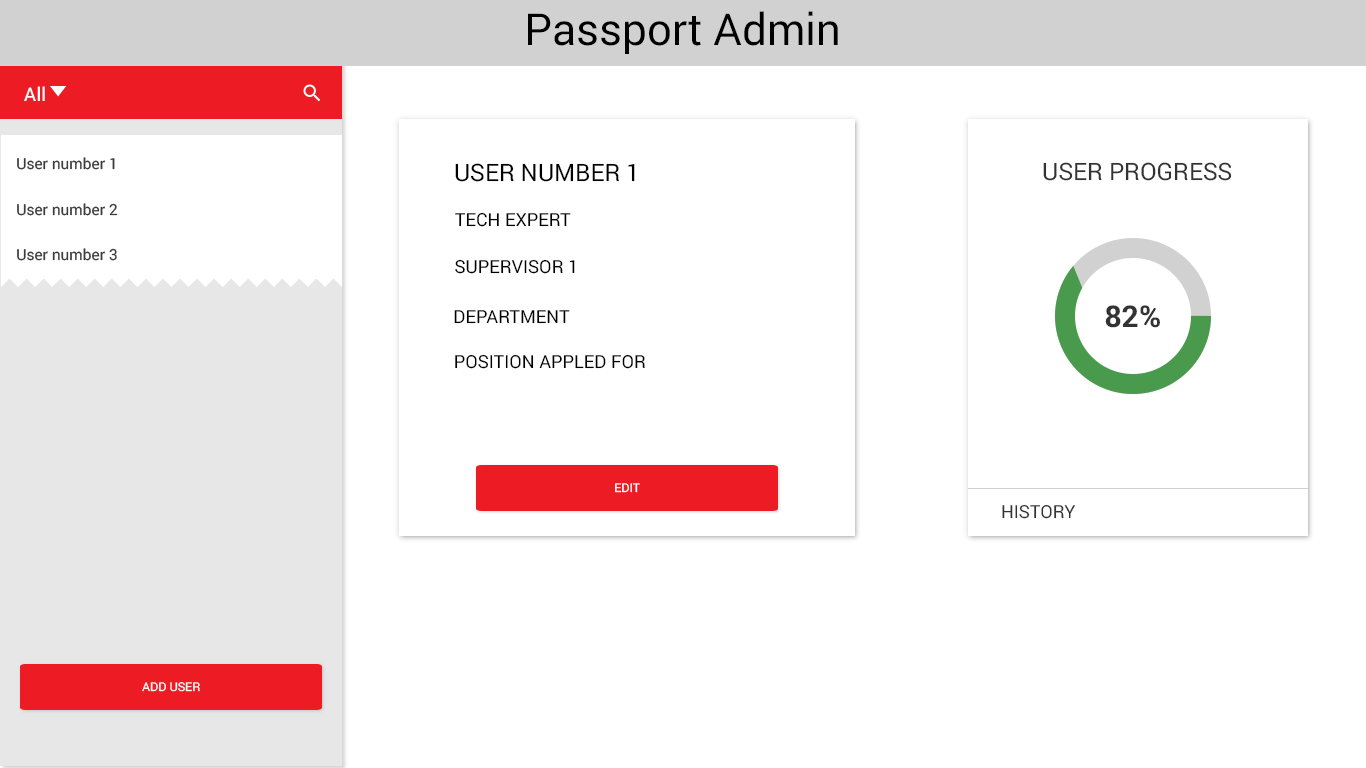 Passport Admin
All
User number 1
User number 2
User number 3
ADD USER
USER NUMBER 1
TECH EXPERT
SUPERVISOR 1
DEPARTMENT
POSITION APPLED FOR
EDIT
USER PROGRESS
82%
HISTORY